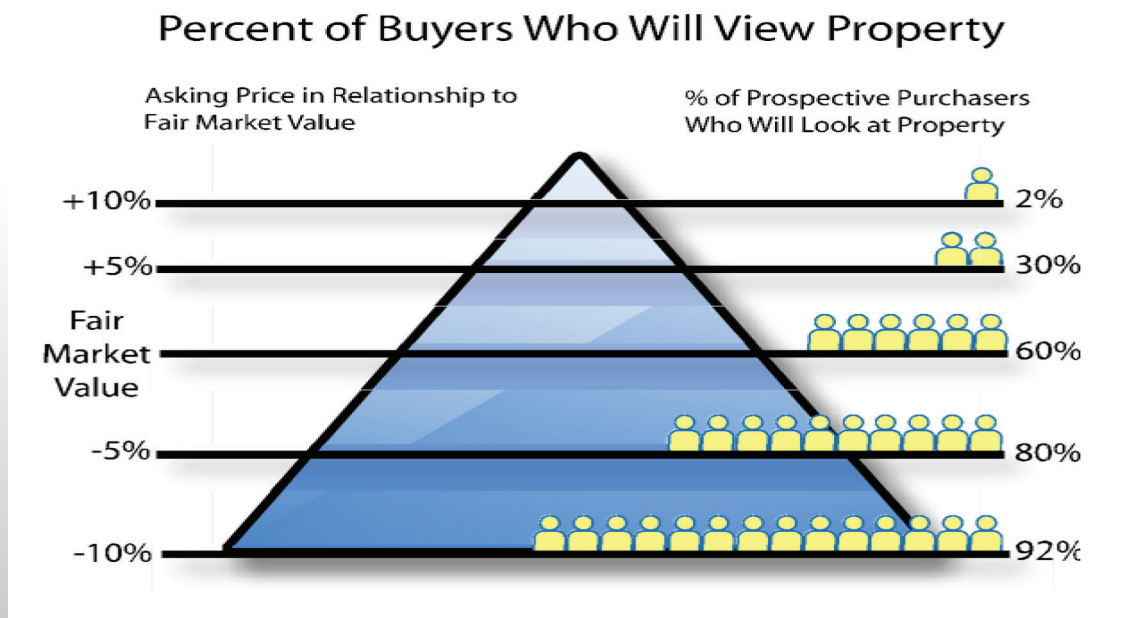 Percent of Buyers Who Will View Property
Asking Price in Relationship to
Fair Market Value
% of Prospective Purchasers
Who Will Look at Property
+10%
2%
+5%
30%
Fair
Market
Value
60%
-5%
80%
-10%
92%